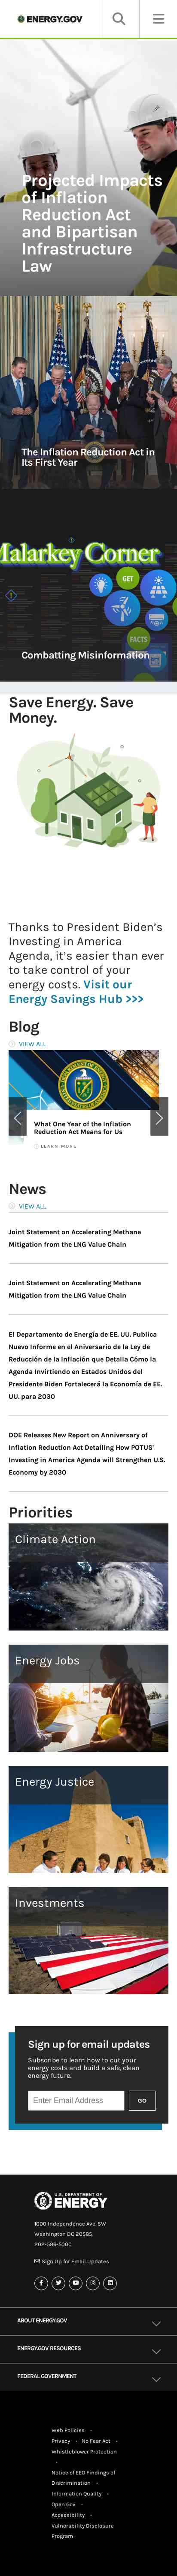 ENERGY.GOV
Projected Impacts
of Inflation
Reduction Act
and Bipartisan
Infrastructure
Law
The Inflation Reduction Act in
Its First Year
Malarkey Corner
GET
FACTS
Combatting Misinformation
Save Energy. Save
Money.
Thanks to President Biden's
Investing in America
Agenda, it's easier than ever
to take control of your
energy costs. Visit our
Energy Savings Hub >>>
Blog
VIEW ALL
What One Year of the Inflation
Reduction Act Means for Us
LEARN MORE
News
VIEW ALL
Joint Statement on Accelerating Methane
Mitigation from the LNG Value Chain
Joint Statement on Accelerating Methane
Mitigation from the LNG Value Chain
El Departamento de Energía de EE. UU. Publica
Nuevo Informe en el Aniversario de la Ley de
Reducción de la Inflación que Detalla Cómo la
Agenda Invirtiendo en Estados Unidos del
Presidente Biden Fortalecerá la Economía de EE.
UU. para 2030
DOE Releases New Report on Anniversary of
Inflation Reduction Act Detailing How POTUS'
Investing in America Agenda will Strengthen U.S.
Economy by 2030
Priorities
Climate Action
Energy Jobs
Energy Justice
Investments
Sign up for email updates
Subscribe to learn how to cut your
energy costs and build a safe, clean
energy future.
Enter Email Address
GO
U.S. DEPARTMENT OF
ENERGY
1000 Independence Ave. SW
Washington DC 20585
202-586-5000
Sign Up for Email Updates
ABOUT ENERGY.GOV
ENERGY.GOV RESOURCES
FEDERAL GOVERNMENT
Web Policies •
Privacy • No Fear Act •
Whistleblower Protection
•
Notice of EEO Findings of
Discrimination •
Information Quality •
Open Gov •
Accessibility •
Vulnerability Disclosure
Program